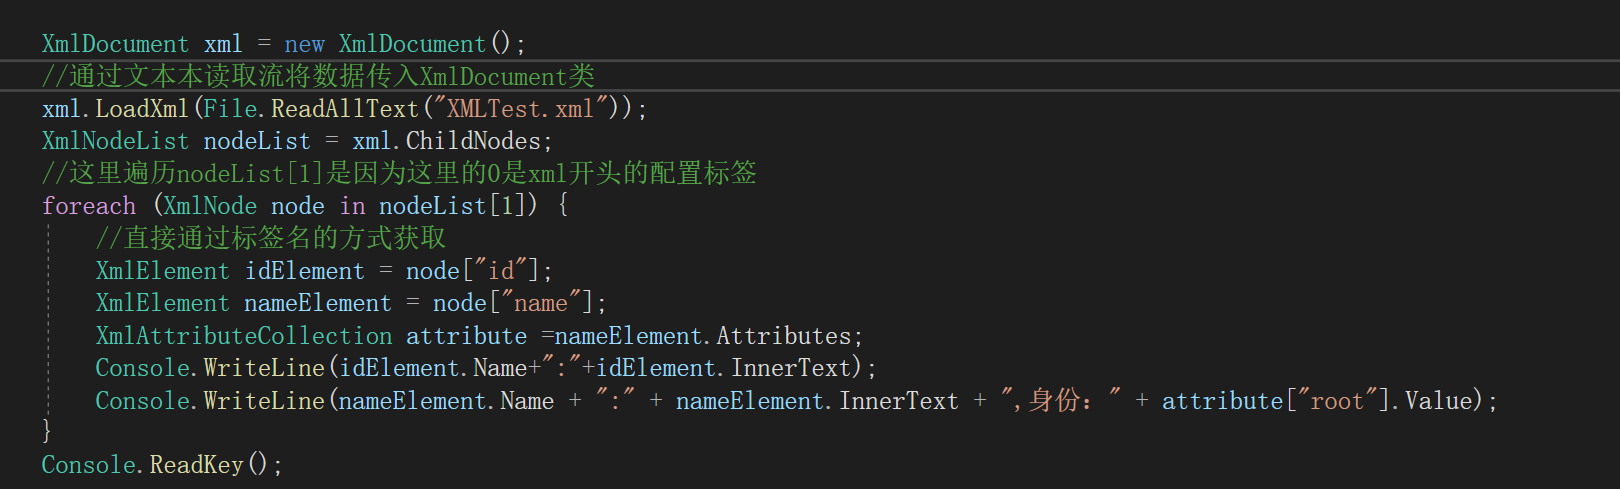 XmlDocument xml = new XmlDocument();
//通过文本本读取流将数据传入XmlDocument类
xml.LoadXml(File.ReadAllText("XMLTest.xml"));
XmlNodeList nodeList = xml.ChildNodes;
//这里遍历nodeList[1]是因为这里的0是xml开头的配置标签
foreach (XmlNode node in nodeList[1]) {
//直接通过标签名的方式获取
XmlElement idElement = node["id"];
XmlElement nameElement = node["name"];
XmlAttributeCollection attribute =nameElement.Attributes;
Console.WriteLine(idElement.Name+":"+idElement.InnerText);
Console.WriteLine(nameElement.Name + ":" + nameElement.InnerText + ",身份：" + attribute["root"].Value);
}
Console.ReadKey();